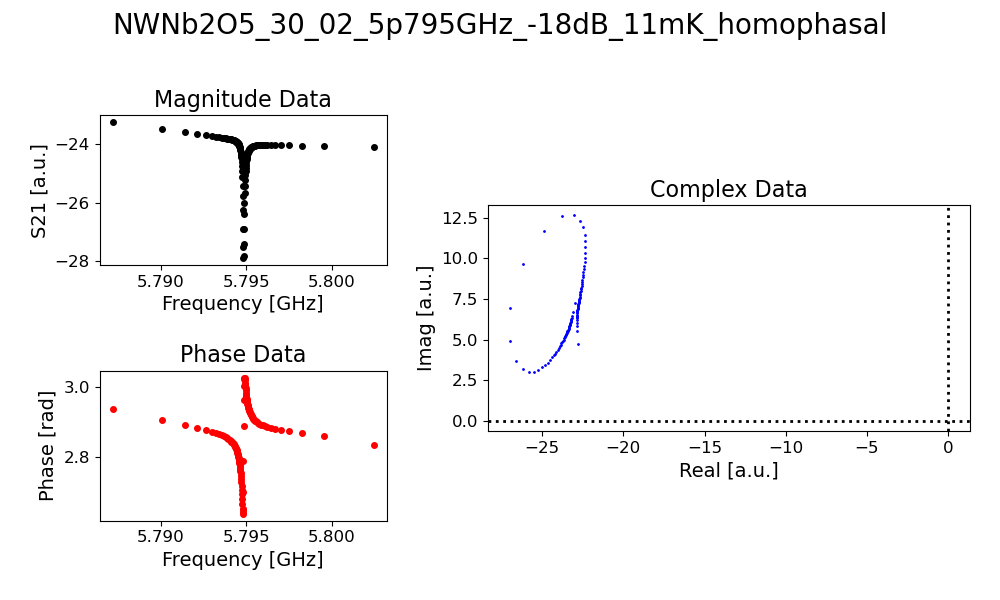 NWNb2O5_30_02_5p795GHz_-18dB_11mK_homophasal
Magnitude Data
S21 [a.u.]
−24
−26
−28
5.790 5.795 5.800
Frequency [GHz]
Phase Data
Phase [rad]
3.0
2.8
5.790 5.795 5.800
Frequency [GHz]
Complex Data
Imag [a.u.]
12.5
10.0
7.5
5.0
2.5
0.0
−25 −20 −15 −10 −5 0
Real [a.u.]